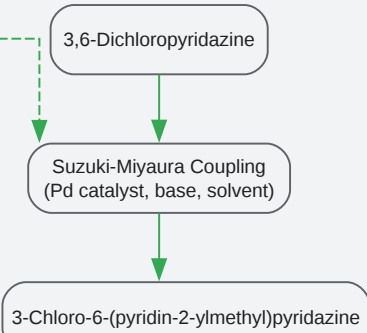 3,6-Dichloropyridazine
Suzuki-Miyaura Coupling
(Pd catalyst, base, solvent)
3-Chloro-6-(pyridin-2-ylmethyl)pyridazine